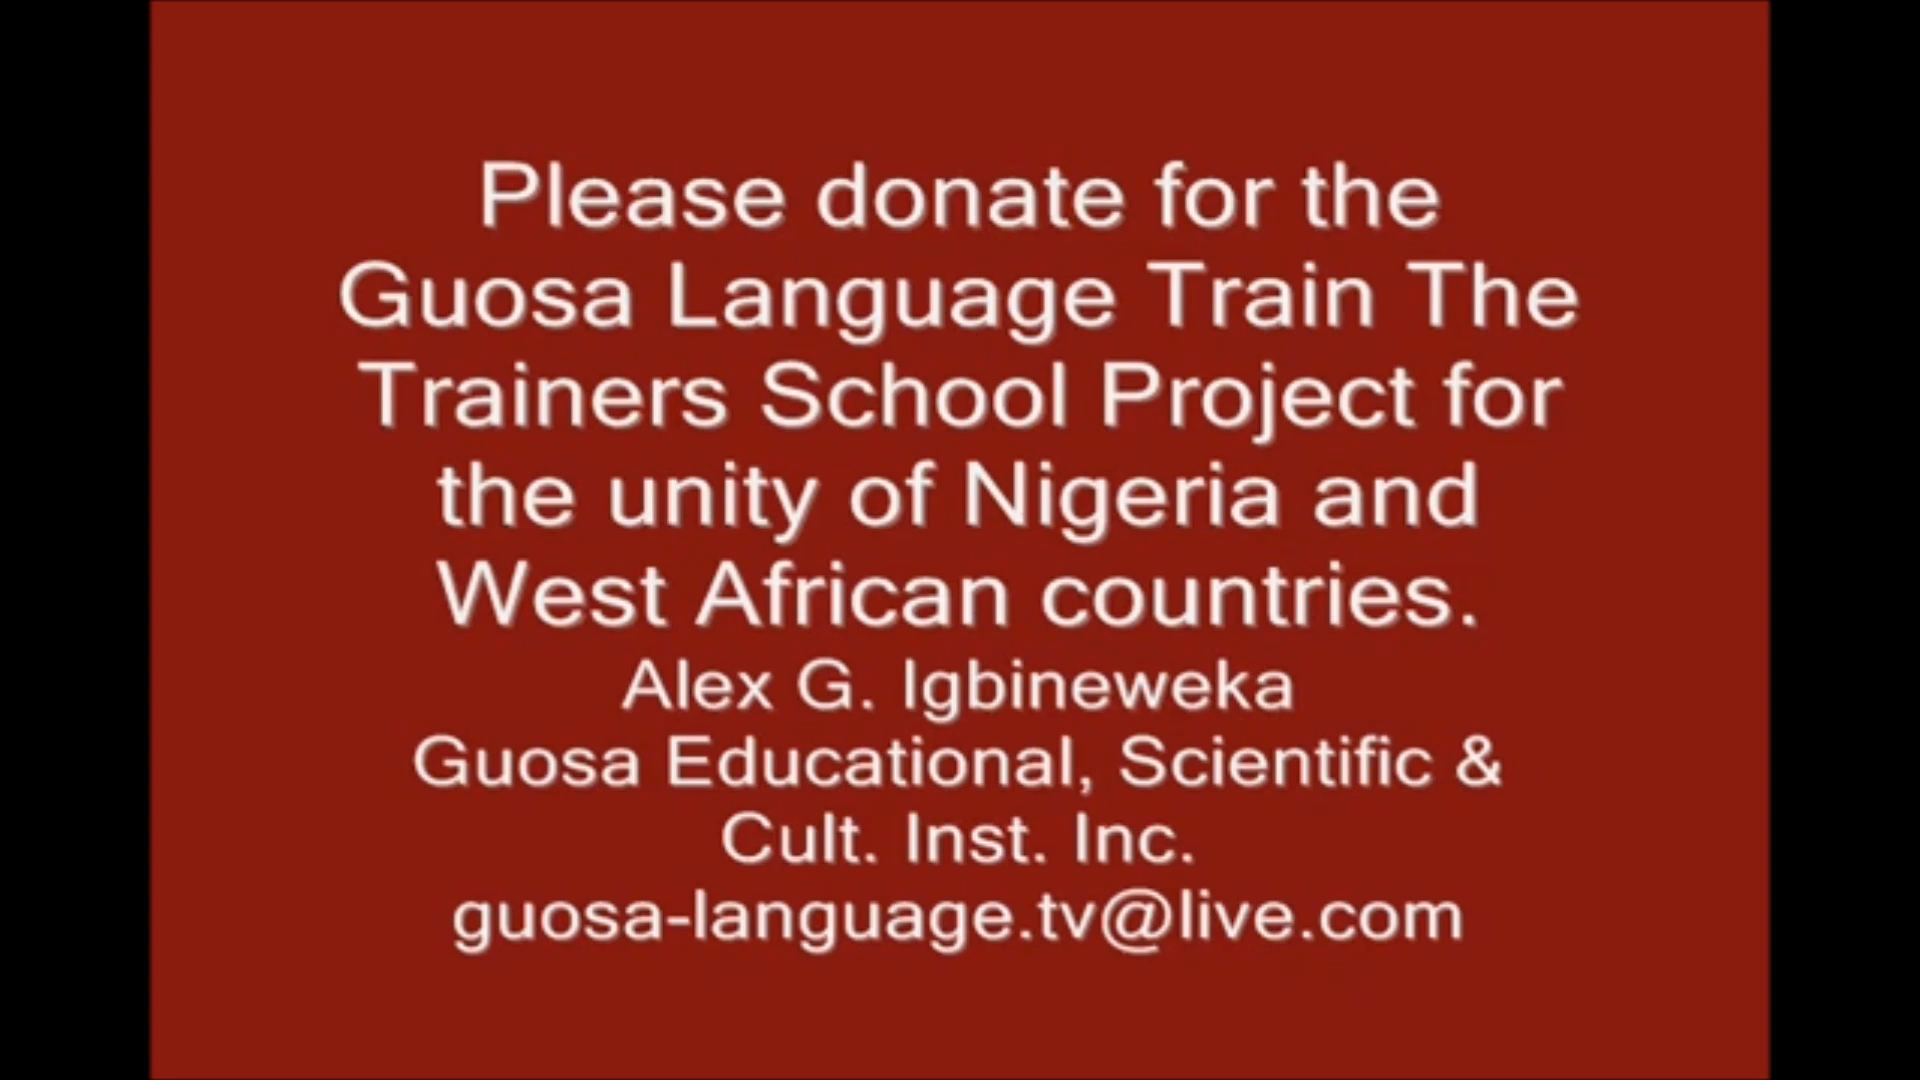 Please donate for the
Guosa Language Train The
Trainers School Project for
the unity of Nigeria and
West African countries.
Alex G. Igbineweka
Guosa Educational, Scientific &
Cult. Inst. Inc.
guosa-language.tv@live.com